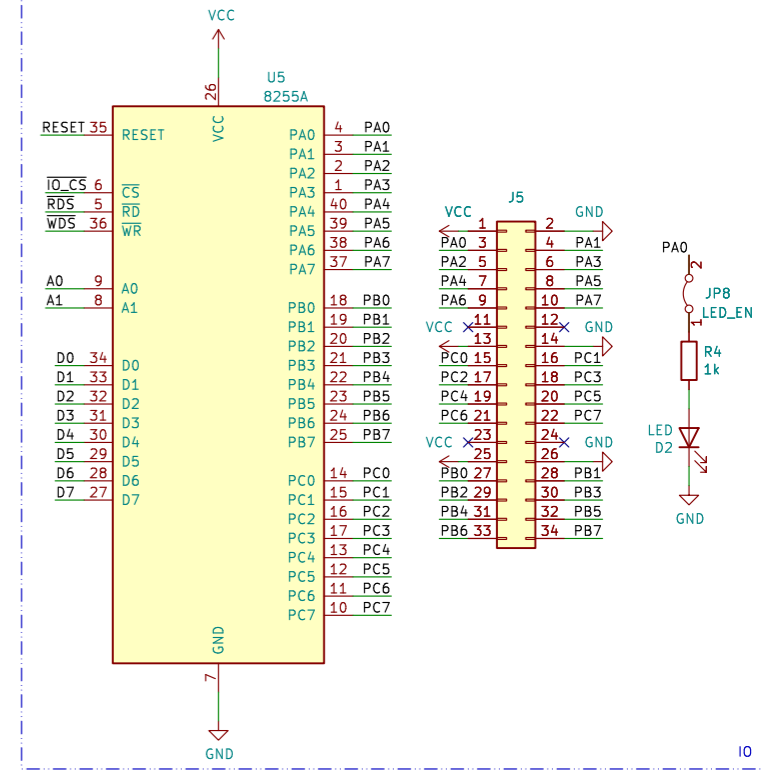 VCC
26
U5
8255A
VCC
RESET 35 RESET PA0 4 PA0
PA1 3 PA1
PA2 2 PA2
IO_CS 6 CS PA3 1 PA3
RDS 5 RD PA4 40 PA4
WDS 36 WR PA5 39 PA5
PA6 38 PA6
PA7 37 PA7
A0 9 A0
A1 8 A1 PB0 18 PB0
PB1 19 PB1
PB2 20 PB2
D0 34 D0 PB3 21 PB3
D1 33 D1 PB4 22 PB4
D2 32 D2 PB5 23 PB5
D3 31 D3 PB6 24 PB6
D4 30 D4 PB7 25 PB7
D5 29 D5
D6 28 D6 PC0 14 PC0
D7 27 D7 PC1 15 PC1
PC2 16 PC2
PC3 17 PC3
PC4 13 PC4
PC5 12 PC5
PC6 11 PC6
PC7 10 PC7
GND
7
GND
J5
VCC 1 2 GND
PA0 3 4 PA1
PA2 5 6 PA3
PA4 7 8 PA5
PA6 9 10 PA7
VCC 11 12 GND
13 14
PC0 15 16 PC1
PC2 17 18 PC3
PC4 19 20 PC5
PC6 21 22 PC7
VCC 23 24 GND
25 26
PB0 27 28 PB1
PB2 29 30 PB3
PB4 31 32 PB5
PB6 33 34 PB7
PA0
2
JP8
LED_EN
1
R4
1k
LED
D2
GND
IO